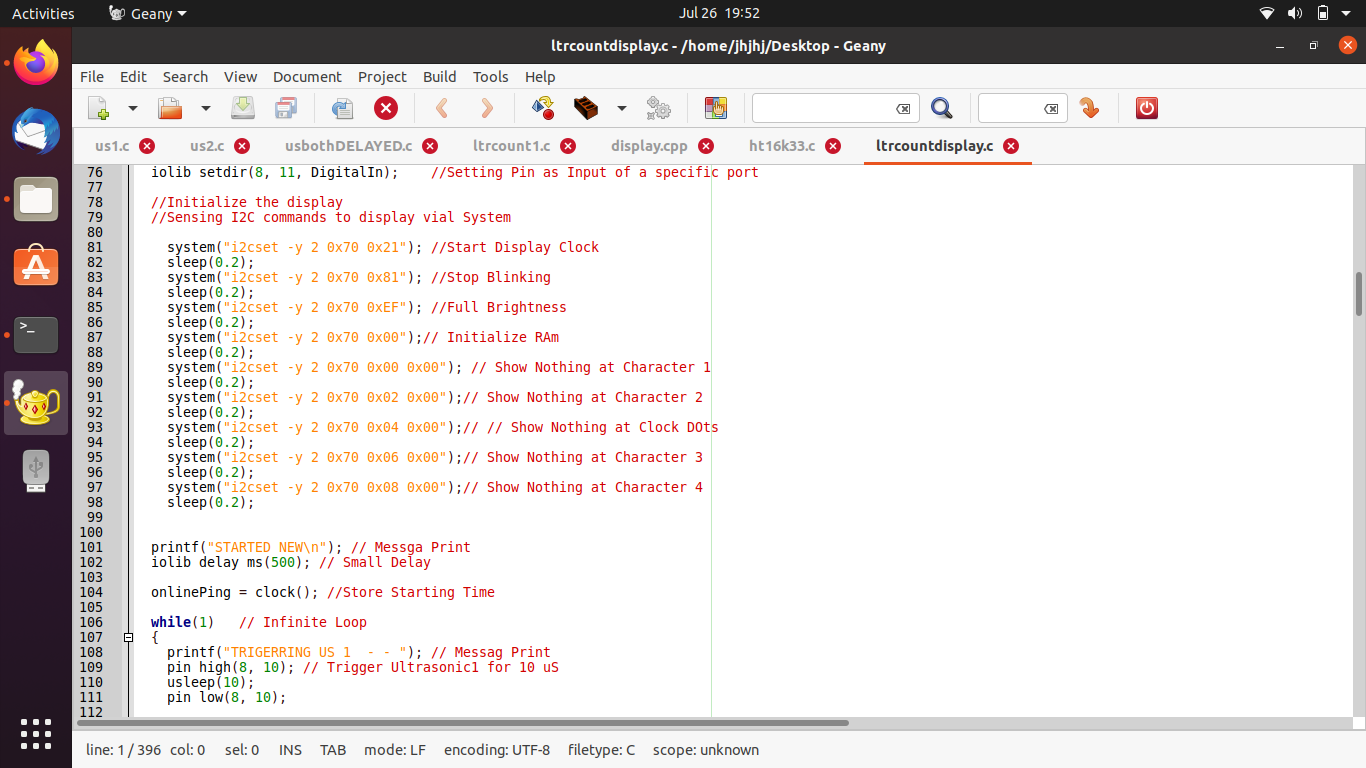 Activities
Geany
Jul 26 19:52
ltrcountdisplay.c - /home/jhjhj/Desktop - Geany
File Edit Search View Document Project Build Tools Help
us1.c us2.c usbothDELAYED.c ltrcount1.c display.cpp ht16k33.c ltrcountdisplay.c
76 iolib setdir(8, 11, DigitalIn); //Setting Pin as Input of a specific port
77
78 //Initialize the display
79 //Sensing I2C commands to display vial System
80
81 system("i2cset -y 2 0x70 0x21"); //Start Display Clock
82 sleep(0.2);
83 system("i2cset -y 2 0x70 0x81"); //Stop Blinking
84 sleep(0.2);
85 system("i2cset -y 2 0x70 0xEF"); //Full Brightness
86 sleep(0.2);
87 system("i2cset -y 2 0x70 0x00");// Initialize RAm
88 sleep(0.2);
89 system("i2cset -y 2 0x70 0x00 0x00"); // Show Nothing at Character 1
90 sleep(0.2);
91 system("i2cset -y 2 0x70 0x02 0x00");// Show Nothing at Character 2
92 sleep(0.2);
93 system("i2cset -y 2 0x70 0x04 0x00");// // Show Nothing at Clock DOts
94 sleep(0.2);
95 system("i2cset -y 2 0x70 0x06 0x00");// Show Nothing at Character 3
96 sleep(0.2);
97 system("i2cset -y 2 0x70 0x08 0x00");// Show Nothing at Character 4
98 sleep(0.2);
99
100
101 printf("STARTED NEW\n"); // Messga Print
102 iolib delay ms(500); // Small Delay
103
104 onlinePing = clock(); //Store Starting Time
105
106 while(1) // Infinite Loop
107 {
108 printf("TRIGERRING US 1 - - "); // Messag Print
109 pin high(8, 10); // Trigger Ultrasonic1 for 10 uS
110 usleep(10);
111 pin low(8, 10);
112
line: 1 / 396 col: 0 sel: 0 INS TAB mode: LF encoding: UTF-8 filetype: C scope: unknown